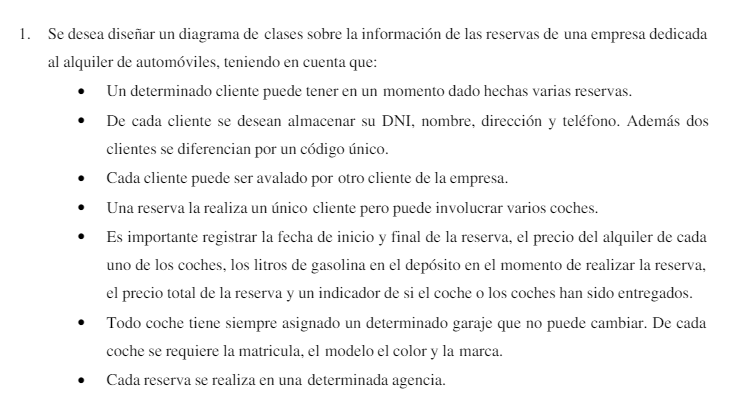 1. Se desea diseñar un diagrama de clases sobre la información de las reservas de una empresa dedicada
al alquiler de automóviles, teniendo en cuenta que:
• Un determinado cliente puede tener en un momento dado hechas varias reservas.
• De cada cliente se desean almacenar su DNI, nombre, dirección y teléfono. Además dos
clientes se diferencian por un código único.
• Cada cliente puede ser avalado por otro cliente de la empresa.
• Una reserva la realiza un único cliente pero puede involucrar varios coches.
• Es importante registrar la fecha de inicio y final de la reserva, el precio del alquiler de cada
uno de los coches, los litros de gasolina en el depósito en el momento de realizar la reserva,
el precio total de la reserva y un indicador de si el coche o los coches han sido entregados.
• Todo coche tiene siempre asignado un determinado garaje que no puede cambiar. De cada
coche se requiere la matricula, el modelo el color y la marca.
• Cada reserva se realiza en una determinada agencia.